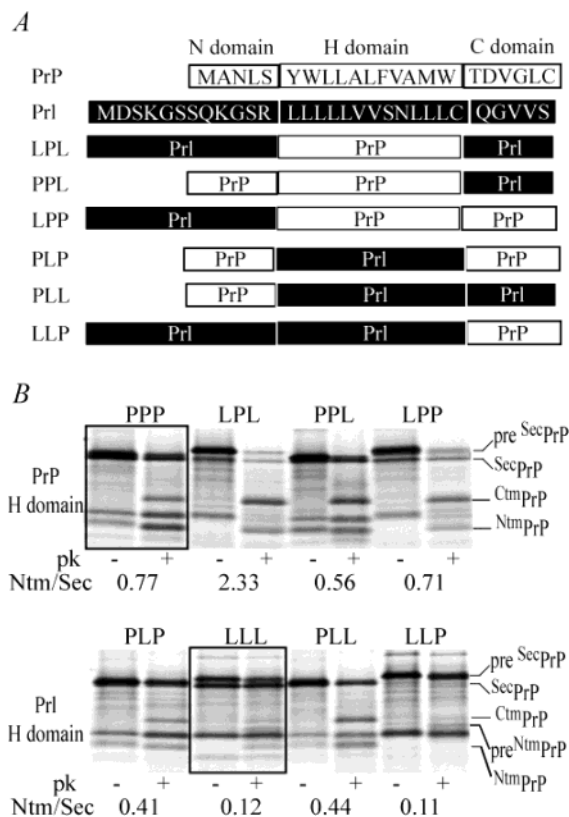 A
N domain H domain C domain
PrP MANLS YWLLALFVAMW TDVGLC
Prl MDSKGSSQKGSR LLLLLVVSNLLLC QGVVS
LPL Prl PrP Prl
PPL PrP PrP Prl
LPP Prl PrP PrP
PLP PrP Prl PrP
PLL PrP Prl Prl
LLP Prl Prl PrP
B
PPP LPL PPL LPP
PrP
H domain
pre SecPrP
SecPrP
CtmPrP
NtmPrP
pk - + - + - + - +
Ntm/Sec 0.77 2.33 0.56 0.71
PLP LLL PLL LLP
Prl
H domain
pre SecPrP
SecPrP
CtmPrP
preNtmPrP
NtmPrP
pk - + - + - + - +
Ntm/Sec 0.41 0.12 0.44 0.11